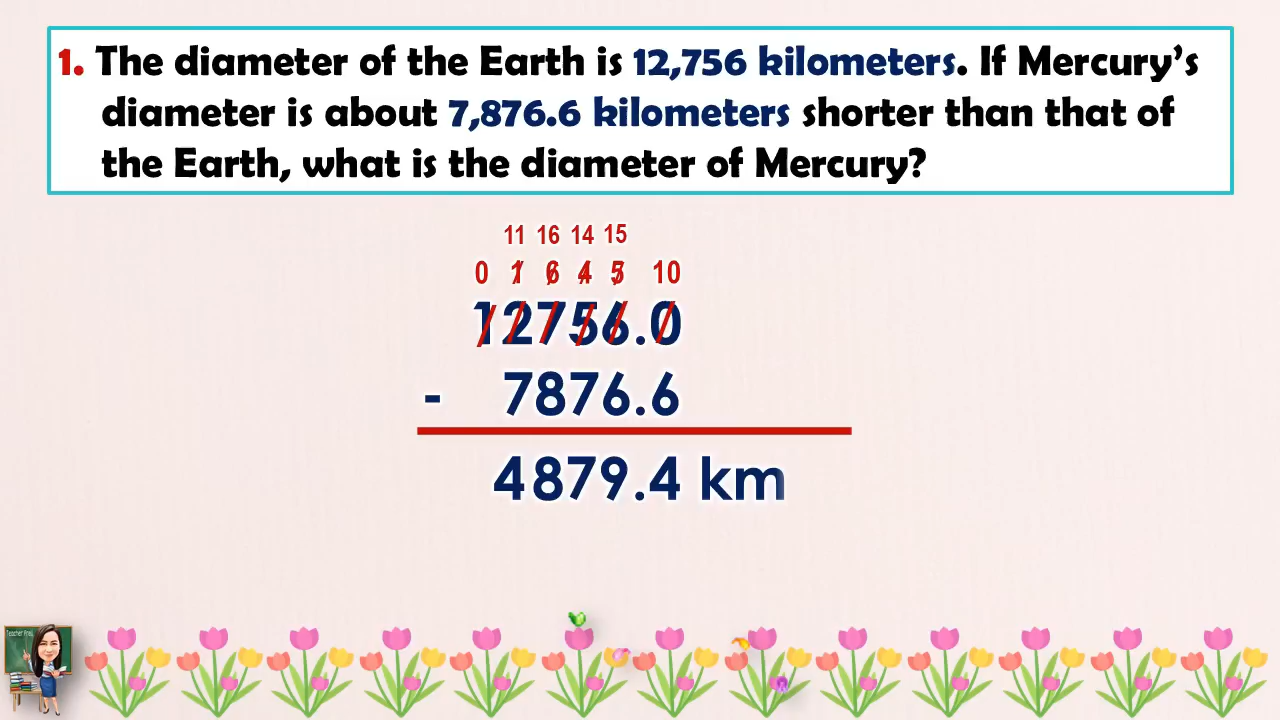 1. The diameter of the Earth is 12,756 kilometers. If Mercury's
diameter is about 7,876.6 kilometers shorter than that of
the Earth, what is the diameter of Mercury?
11 16 14 15
0 1 6 4 5 10
12756.0
- 7876.6
4879.4 km